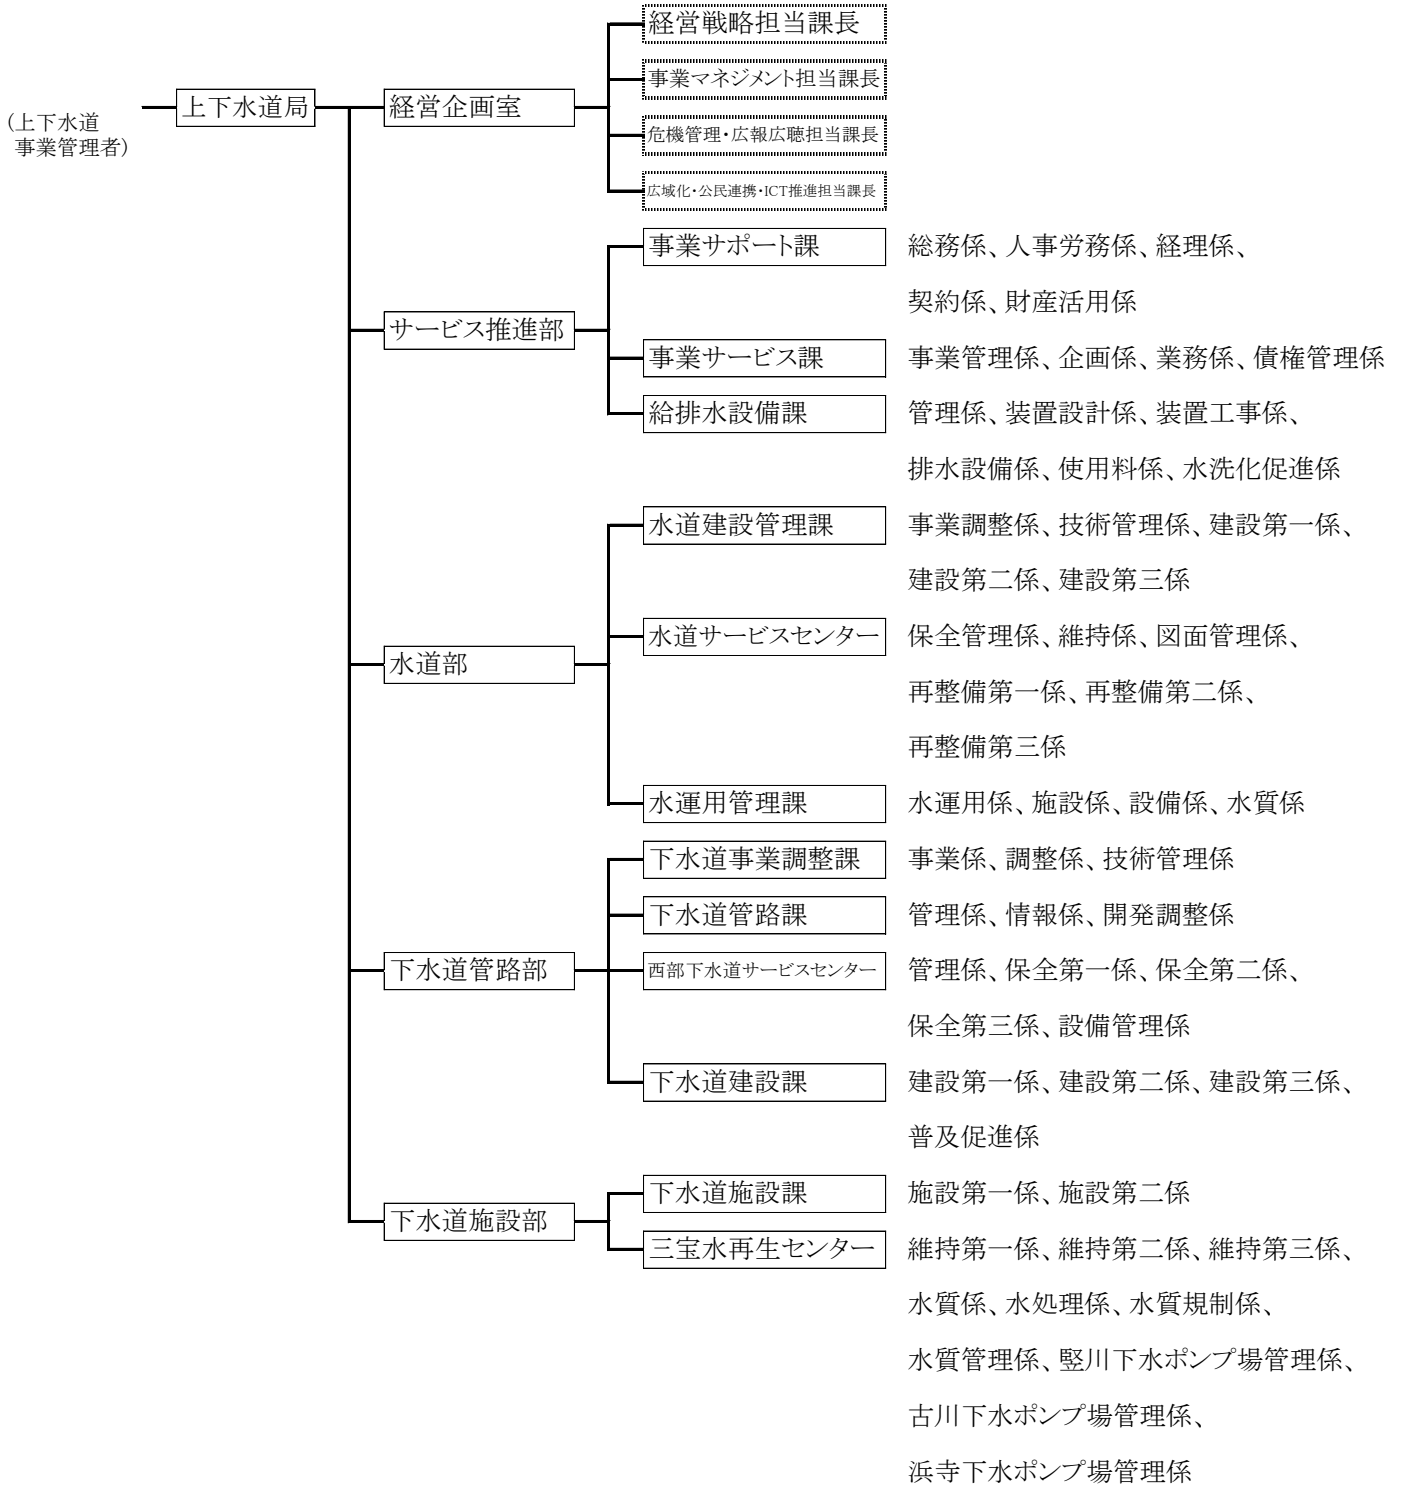 経営戦略担当課長
事業マネジメント担当課長
(上下水道
事業管理者)
上下水道局
経営企画室
危機管理・広報広聴担当課長
広域化・公民連携・ICT推進担当課長
事業サポート課
総務係、人事労務係、経理係、
契約係、財産活用係
サービス推進部
事業サービス課
事業管理係、企画係、業務係、債権管理係
給排水設備課
管理係、装置設計係、装置工事係、
排水設備係、使用料係、水洗化促進係
水道建設管理課
事業調整係、技術管理係、建設第一係、
建設第二係、建設第三係
水道サービスセンター
保全管理係、維持係、図面管理係、
水道部
再整備第一係、再整備第二係、
再整備第三係
水運用管理課
水運用係、施設係、設備係、水質係
下水道事業調整課
事業係、調整係、技術管理係
下水道管路課
管理係、情報係、開発調整係
下水道管路部
西部下水道サービスセンター
管理係、保全第一係、保全第二係、
保全第三係、設備管理係
下水道建設課
建設第一係、建設第二係、建設第三係、
普及促進係
下水道施設課
施設第一係、施設第二係
下水道施設部
三宝水再生センター
維持第一係、維持第二係、維持第三係、
水質係、水処理係、水質規制係、
水質管理係、竪川下水ポンプ場管理係、
古川下水ポンプ場管理係、
浜寺下水ポンプ場管理係